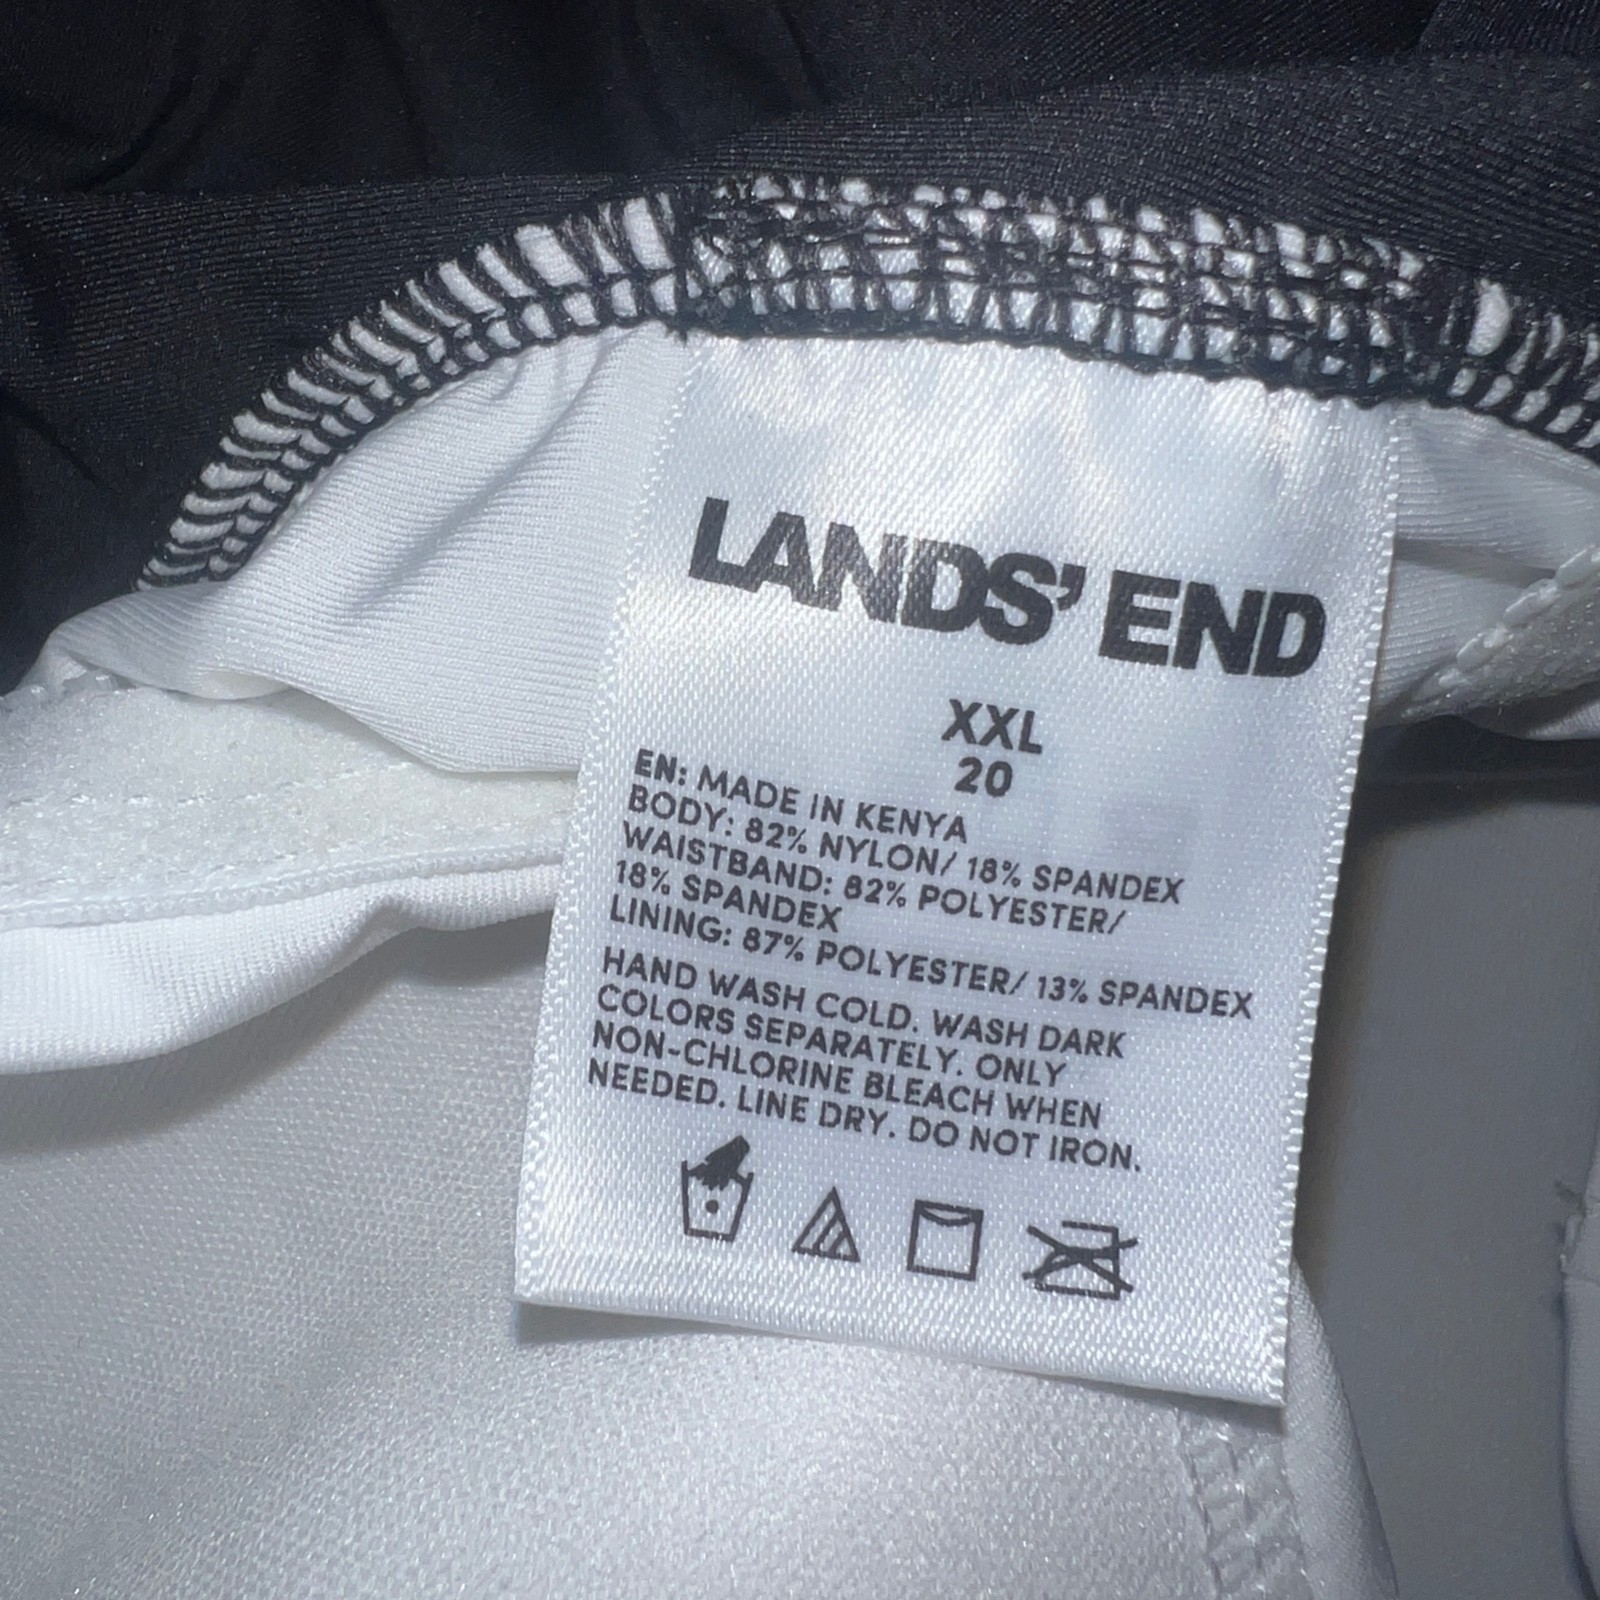 LANDS' END
XXL
20
EN: MADE IN KENYA
BODY: 82% NYLON/ 18% SPANDEX
WAISTBAND: 82% POLYESTER/
18% SPANDEX
LINING: 87% POLYESTER/ 13% SPANDEX
HAND WASH COLD. WASH DARK
COLORS SEPARATELY. ONLY
NON-CHLORINE BLEACH WHEN
NEEDED. LINE DRY. DO NOT IRON.